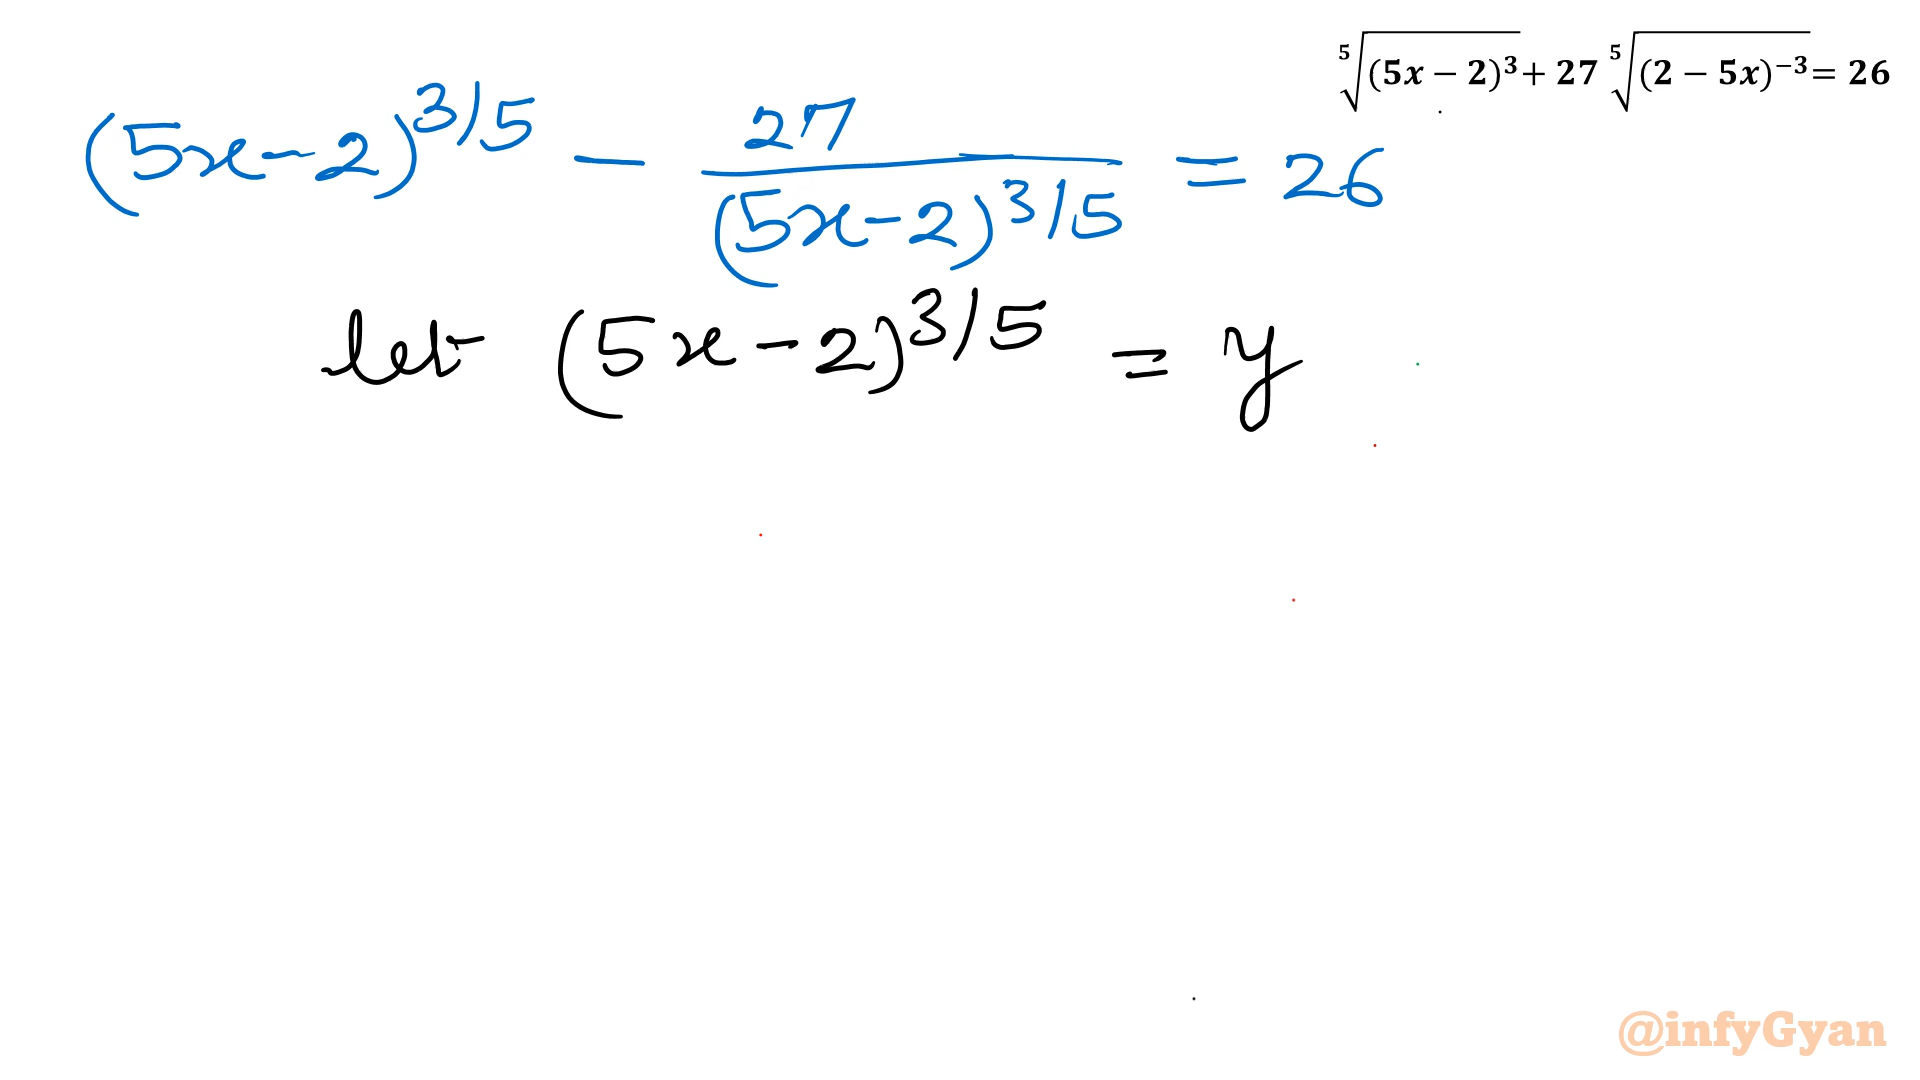 ⁵√(5x − 2)³ + 27 ⁵√(2 − 5x)⁻³ = 26
(5x-2)^3/5 - 27/(5x-2)^3/5 = 26
let (5x-2)^3/5 = y
@infyGyan